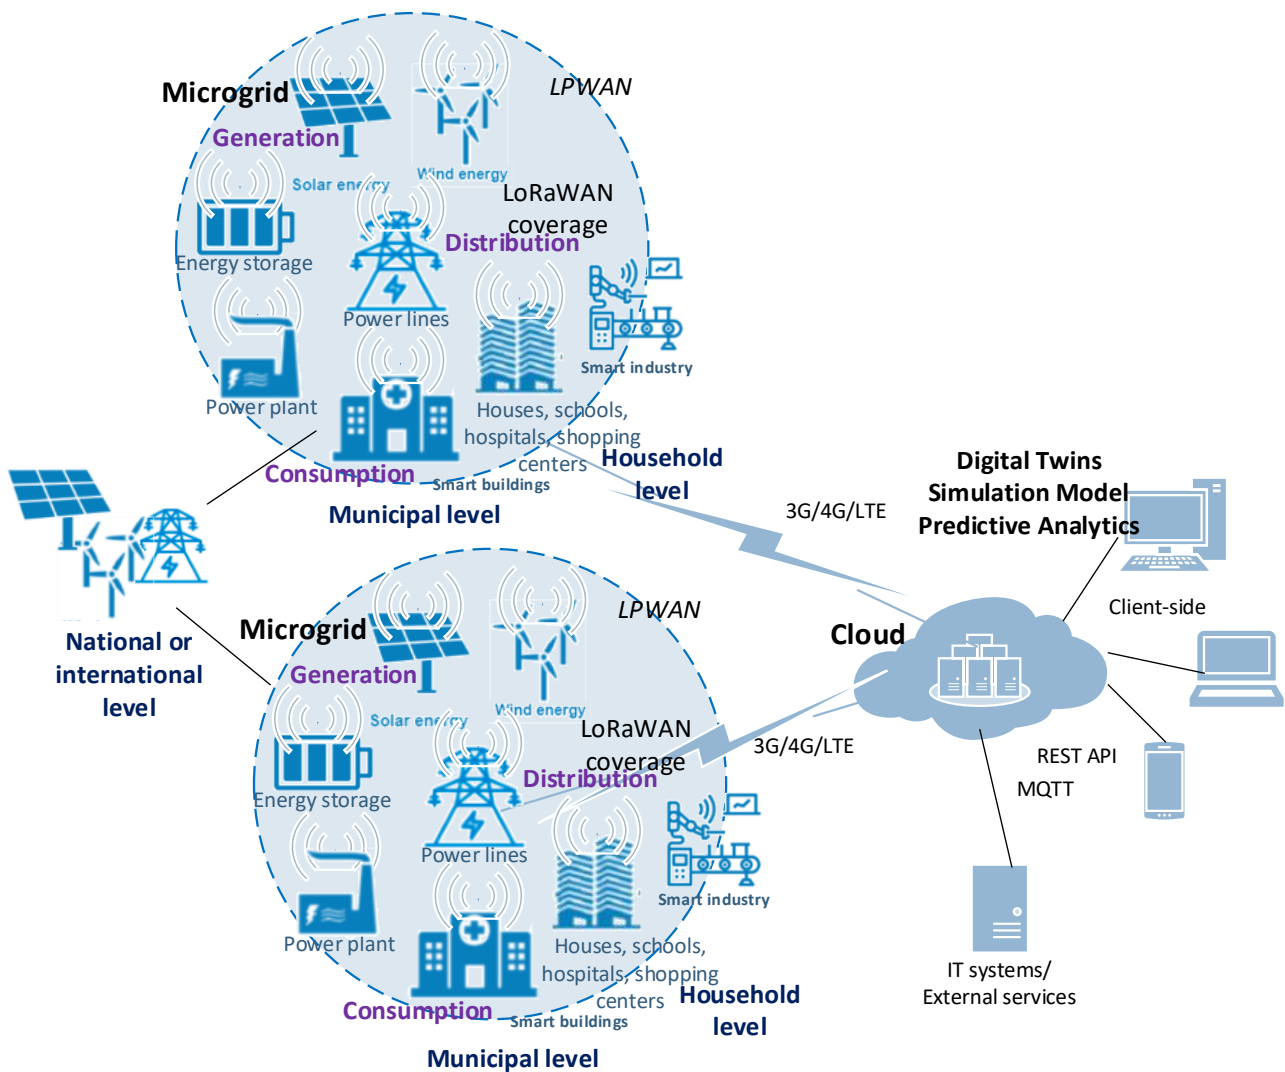 Microgrid
LPWAN
Generation
Solar energy
Wind energy
LoRaWAN
coverage
Distribution
Energy storage
Power lines
Smart industry
Power plant
Houses, schools,
hospitals, shopping
centers
Consumption
Smart buildings
Household
level
Municipal level
National or
international
level
3G/4G/LTE
Digital Twins
Simulation Model
Predictive Analytics
Client-side
Cloud
REST API
MQTT
IT systems/
External services
Microgrid
LPWAN
Generation
Solar energy
Wind energy
LoRaWAN
coverage
Distribution
3G/4G/LTE
Energy storage
Power lines
Smart industry
Power plant
Houses, schools,
hospitals, shopping
centers
Consumption
Smart buildings
Household
level
Municipal level